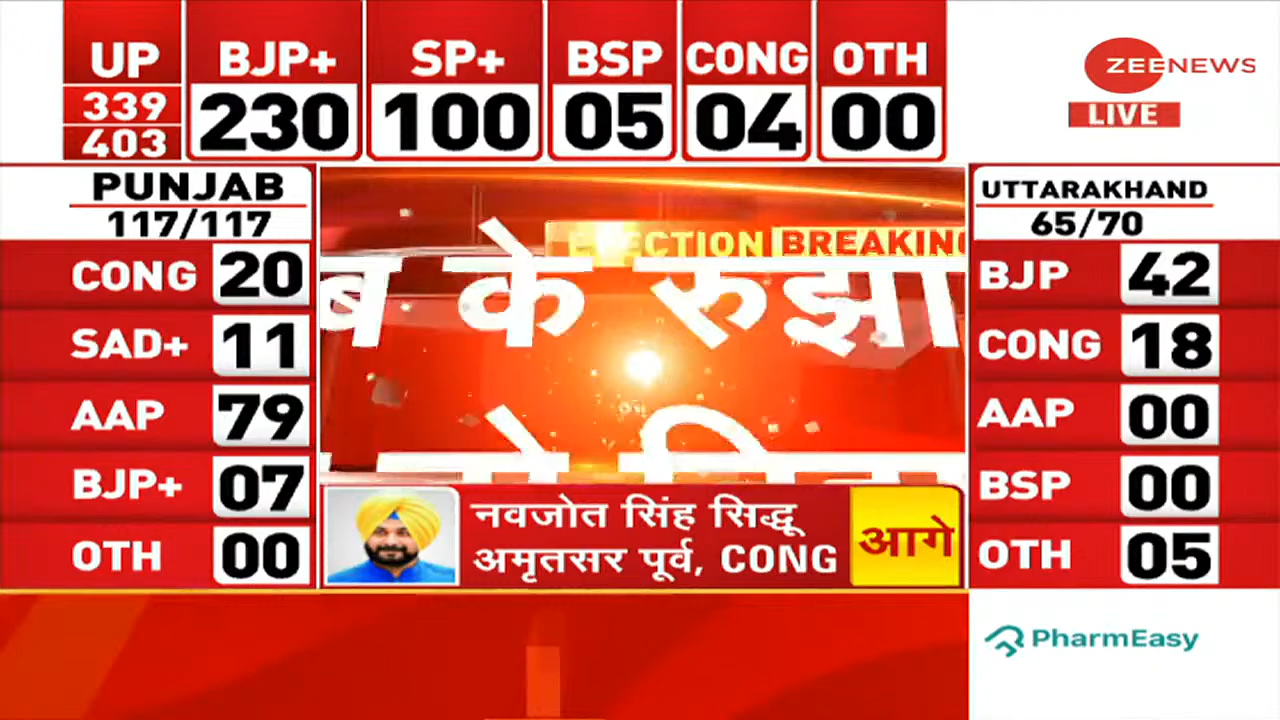 UP
339
403
BJP+
230
SP+
100
BSP
05
CONG
04
OTH
00
ZEENEWS
LIVE
PUNJAB
117/117
CONG 20
SAD+ 11
AAP 79
BJP+ 07
OTH 00
ELECTION BREAKING
के
नवजोत सिंह सिद्धू
अमृतसर पूर्व, CONG
आगे
UTTARAKHAND
65/70
BJP 42
CONG 18
AAP 00
BSP 00
OTH 05
PharmEasy